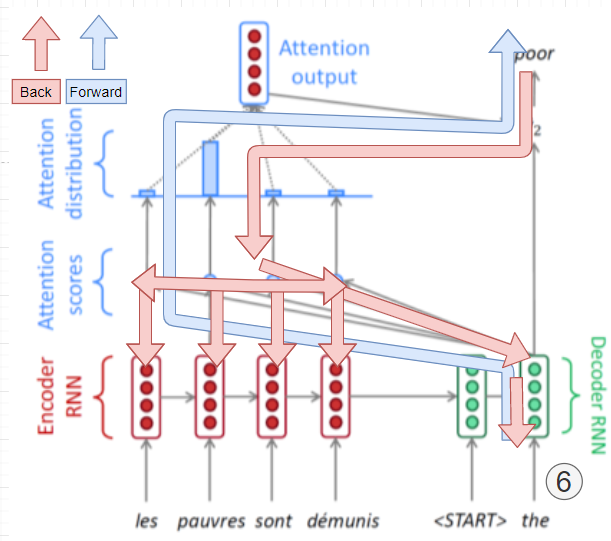 Back
Forward
Attention
output
poor
2
Attention
distribution
Attention
scores
Encoder
RNN
Decoder RNN
6
les pauvres sont démunis <START> the